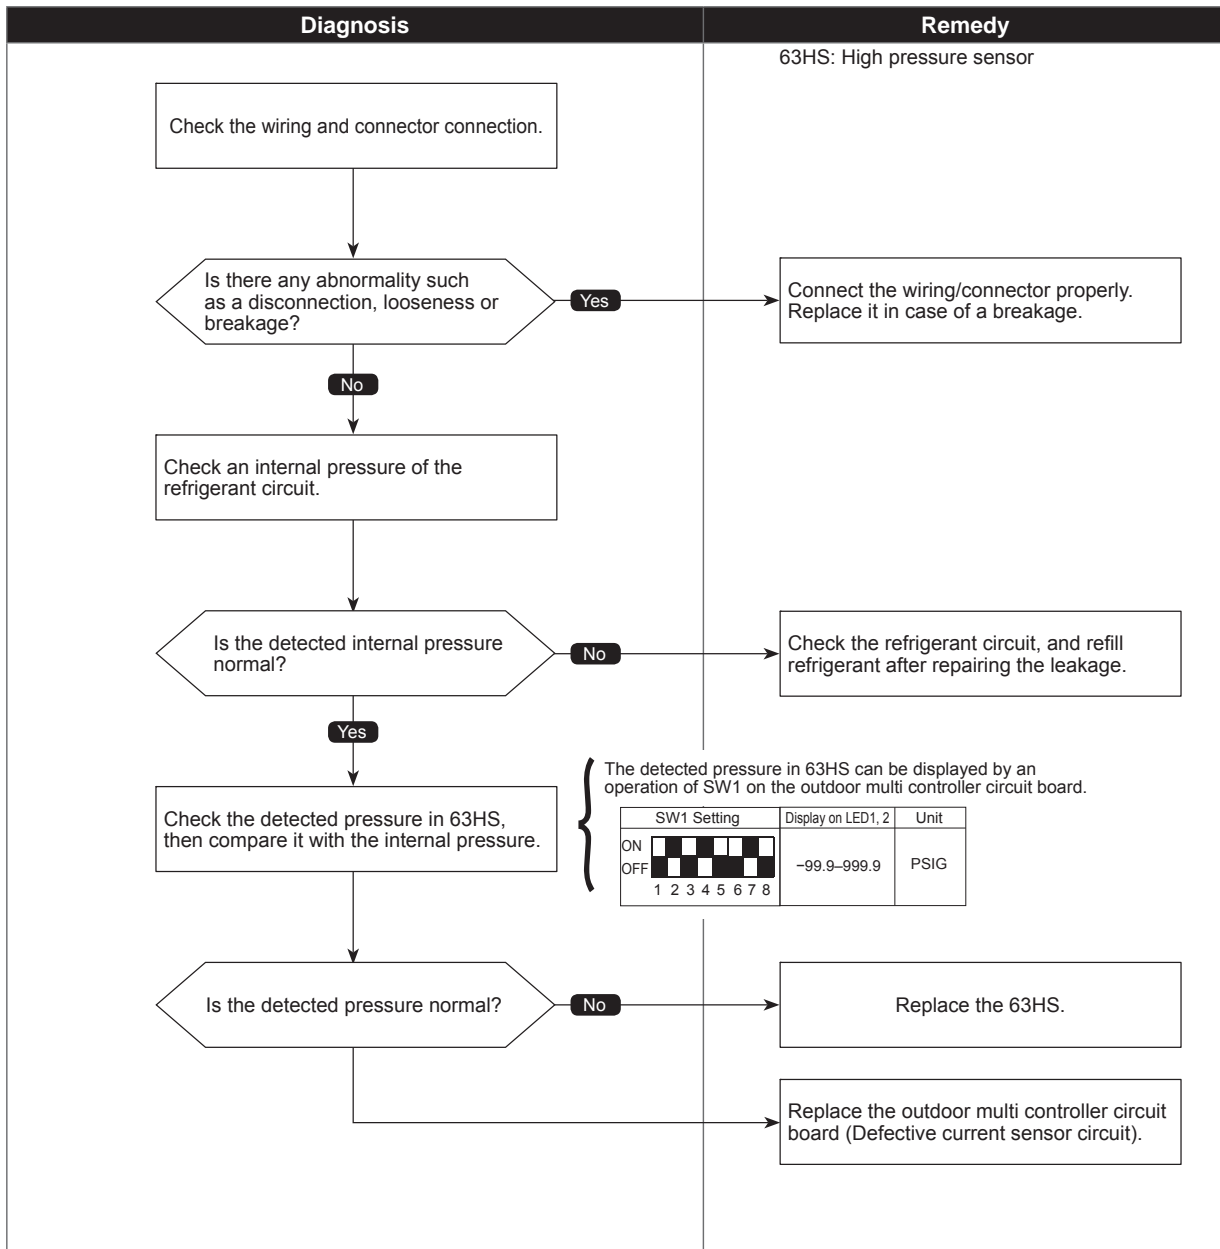 Diagnosis
Remedy
63HS: High pressure sensor
Check the wiring and connector connection.
Is there any abnormality such
as a disconnection, looseness or
breakage?
Yes
Connect the wiring/connector properly.
Replace it in case of a breakage.
No
Check an internal pressure of the
refrigerant circuit.
Is the detected internal pressure
normal?
No
Check the refrigerant circuit, and refill
refrigerant after repairing the leakage.
Yes
The detected pressure in 63HS can be displayed by an
operation of SW1 on the outdoor multi controller circuit board.
Check the detected pressure in 63HS,
then compare it with the internal pressure.
SW1 Setting
Display on LED1, 2
Unit
ON
OFF
1 2 3 4 5 6 7 8
−99.9–999.9
PSIG
Is the detected pressure normal?
No
Replace the 63HS.
Replace the outdoor multi controller circuit
board (Defective current sensor circuit).